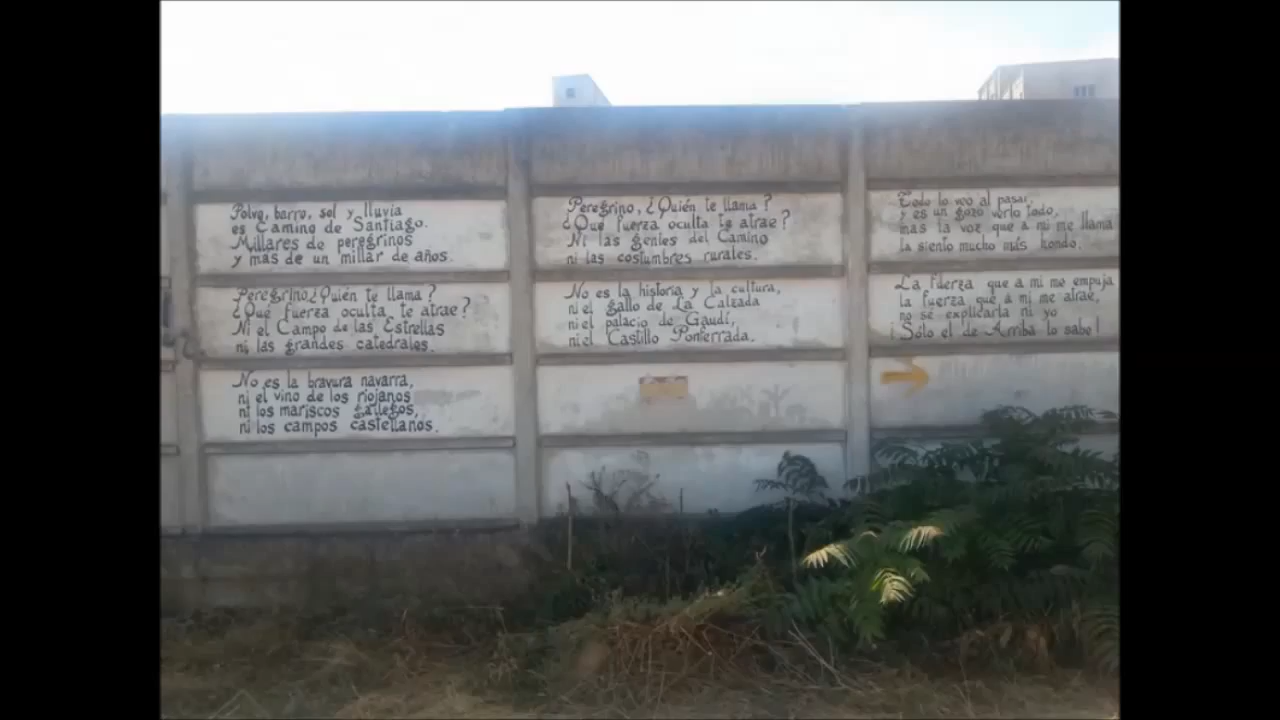 Polvo, barro, sol y lluvia
es Camino de Santiago.
Millares de peregrinos
y más de un millar de años.
Peregrino ¿Quién te llama?
¿Qué fuerza oculta te atrae?
Ni el Campo de las Estrellas
ni las grandes catedrales.
No es la bravura navarra,
ni el vino de los riojanos
ni los mariscos gallegos,
ni los campos castellanos.
Peregrino, ¿Quién te llama?
¿Qué fuerza oculta te atrae?
Ni las gentes del Camino
ni las costumbres rurales.
No es la historia y la cultura,
ni el gallo de La Calzada
ni el palacio de Gaudí,
ni el Castillo Ponferrada.
Todo lo veo al pasar,
y es un gozo verlo todo,
mas la voz que a mi me llama
la siento mucho más hondo.
La fuerza que a mi me empuja
la fuerza que a mi me atrae,
no sé explicarla ni yo
¡Sólo el de Arriba lo sabe!